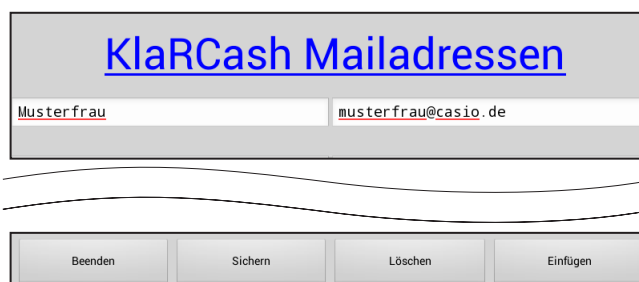 KlaRCash Mailadressen
Musterfrau musterfrau@casio.de
Beenden Sichern Löschen Einfügen